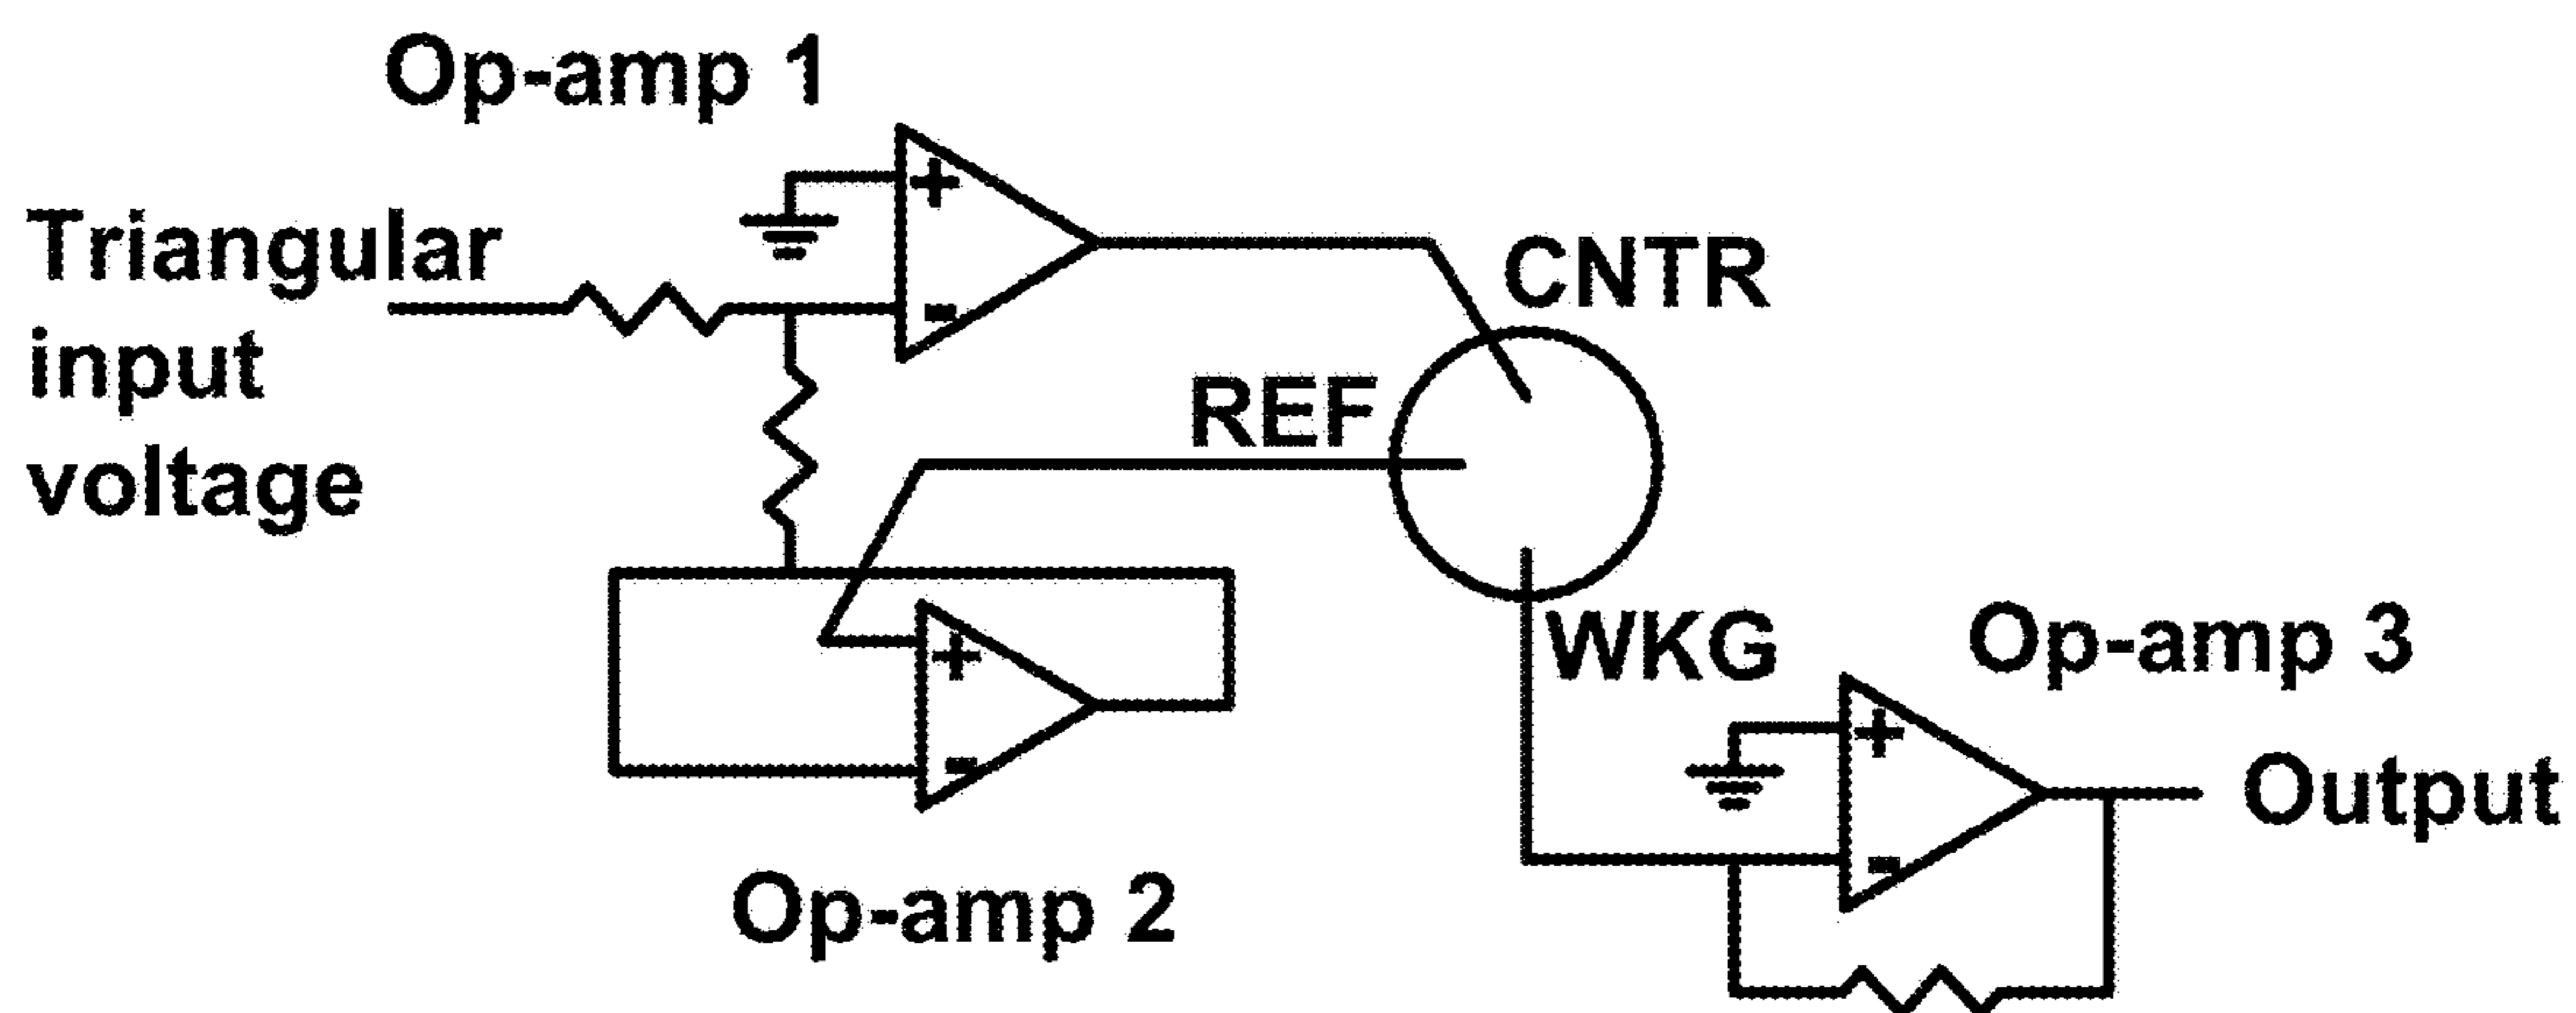 Op-amp 1
+
-
Triangular
input
voltage
CNTR
REF
WKG
+
-
Op-amp 2
Op-amp 3
+
-
Output